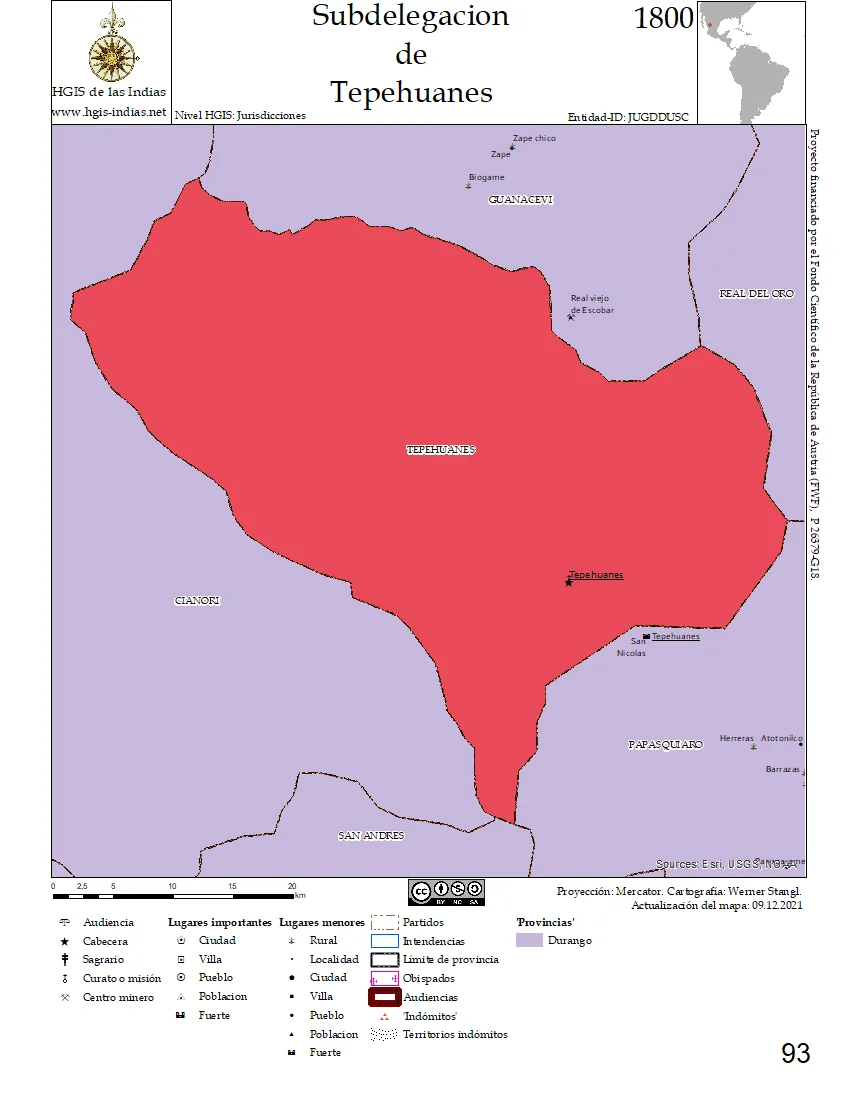 Subdelegacion
de
Tepehuanes
1800
HGIS de las Indias
www.hgis-indias.net
Nivel HGIS: Jurisdicciones
Entidad-ID: JUGDDUSC
Proyecto financiado por el Fondo Científico de la República de Austria (FWF), P 26379-G18.
Zape chico
Zape
Biogame
GUANACEVI
REAL DEL ORO
Real viejo
de Escobar
TEPEHUANES
Tepehuanes
CIANORI
Tepehuanes
San
Nicolas
PAPASQUIARO
Herreras
Atotonilco
Barrazas
SAN ANDRES
Sources: Esri, USGS, NOAA
0 2,5 5 10 15 20
km
CC BY NC SA
Proyección: Mercator. Cartografía: Werner Stangl.
Actualización del mapa: 09.12.2021
Audiencia
Cabecera
Sagrario
Curato o misión
Centro minero
Lugares importantes
Ciudad
Villa
Pueblo
Poblacion
Fuerte
Lugares menores
Rural
Localidad
Ciudad
Villa
Pueblo
Poblacion
Fuerte
Partidos
Intendencias
Límite de provincia
Obispados
Audiencias
'Indómitos'
Territorios indómitos
'Provincias'
Durango
93